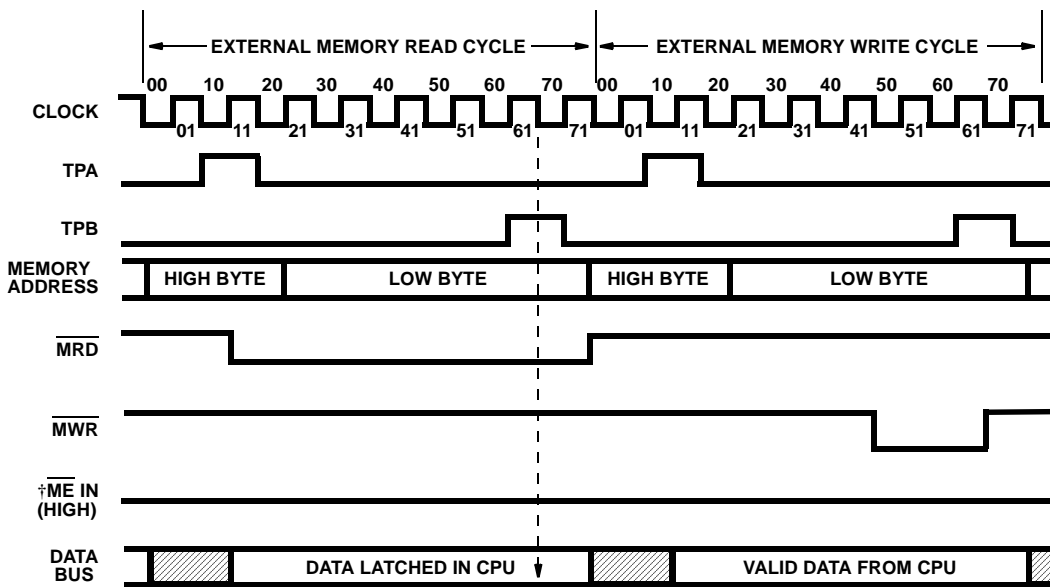 EXTERNAL MEMORY READ CYCLE EXTERNAL MEMORY WRITE CYCLE
00 10 20 30 40 50 60 70 00 10 20 30 40 50 60 70
CLOCK
01 11 21 31 41 51 61 71 01 11 21 31 41 51 61 71
TPA
TPB
MEMORY
ADDRESS
HIGH BYTE LOW BYTE HIGH BYTE LOW BYTE
MRD
MWR
†ME IN
(HIGH)
DATA
BUS
DATA LATCHED IN CPU VALID DATA FROM CPU